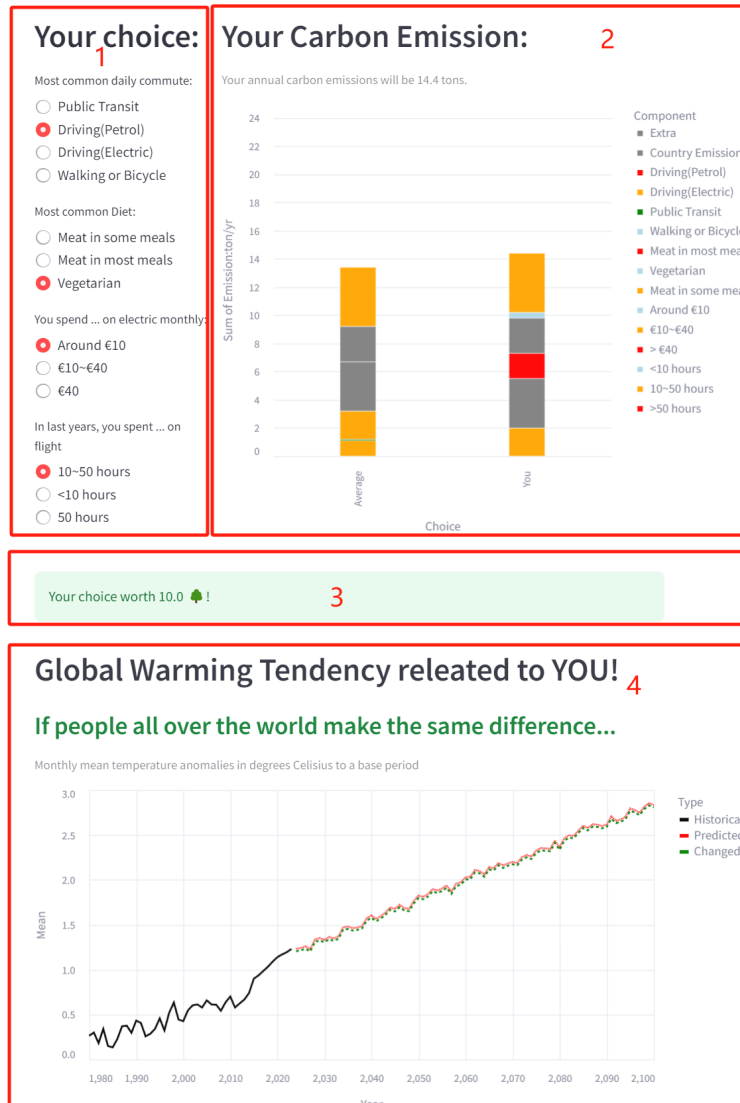 Your choice:
1
Most common daily commute:
Public Transit
Driving(Petrol)
Driving(Electric)
Walking or Bicycle
Most common Diet:
Meat in some meals
Meat in most meals
Vegetarian
You spend ... on electric monthly:
Around €10
€10~€40
€40
In last years, you spent ... on
flight
10~50 hours
<10 hours
50 hours
Your Carbon Emission:
2
Your annual carbon emissions will be 14.4 tons.
24
22
20
18
16
14
12
10
8
6
4
2
0
Sum of Emission:ton/yr
Average
You
Choice
Component
Extra
Country Emission
Driving(Petrol)
Driving(Electric)
Public Transit
Walking or Bicycl
Meat in most mea
Vegetarian
Meat in some mea
Around €10
€10~€40
> €40
<10 hours
10~50 hours
>50 hours
Your choice worth 10.0 🌳 !
3
Global Warming Tendency releated to YOU!
4
If people all over the world make the same difference...
Monthly mean temperature anomalies in degrees Celisius to a base period
3.0
2.5
2.0
1.5
1.0
0.5
0.0
Mean
1,980 1,990 2,000 2,010 2,020 2,030 2,040 2,050 2,060 2,070 2,080 2,090 2,100
Type
Historica
Predicted
Changed